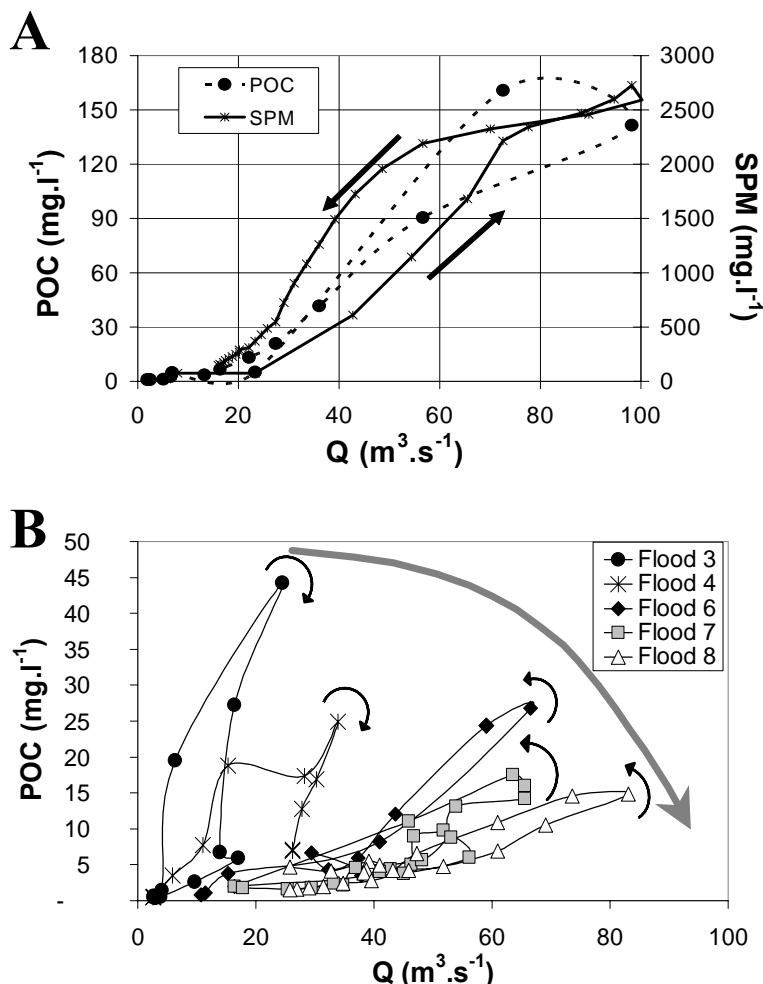 A
POC
SPM
180
150
120
90
60
30
0
POC (mg.l⁻¹)
3000
2500
2000
1500
1000
500
0
SPM (mg.l⁻¹)
0 20 40 60 80 100
Q (m³.s⁻¹)
B
Flood 3
Flood 4
Flood 6
Flood 7
Flood 8
50
45
40
35
30
25
20
15
10
5
-
POC (mg.l⁻¹)
0 20 40 60 80 100
Q (m³.s⁻¹)